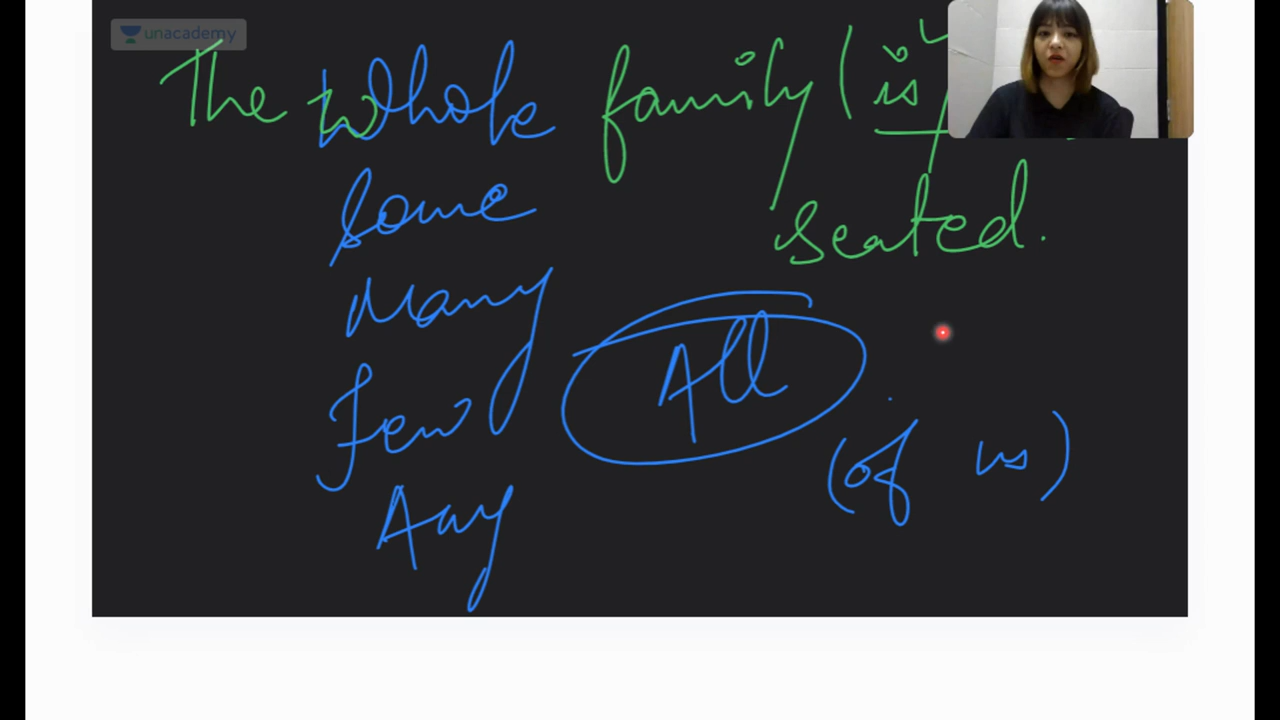 unacademy
The whole family (is
seated.
Some
Many
All
Few
(of us)
Any